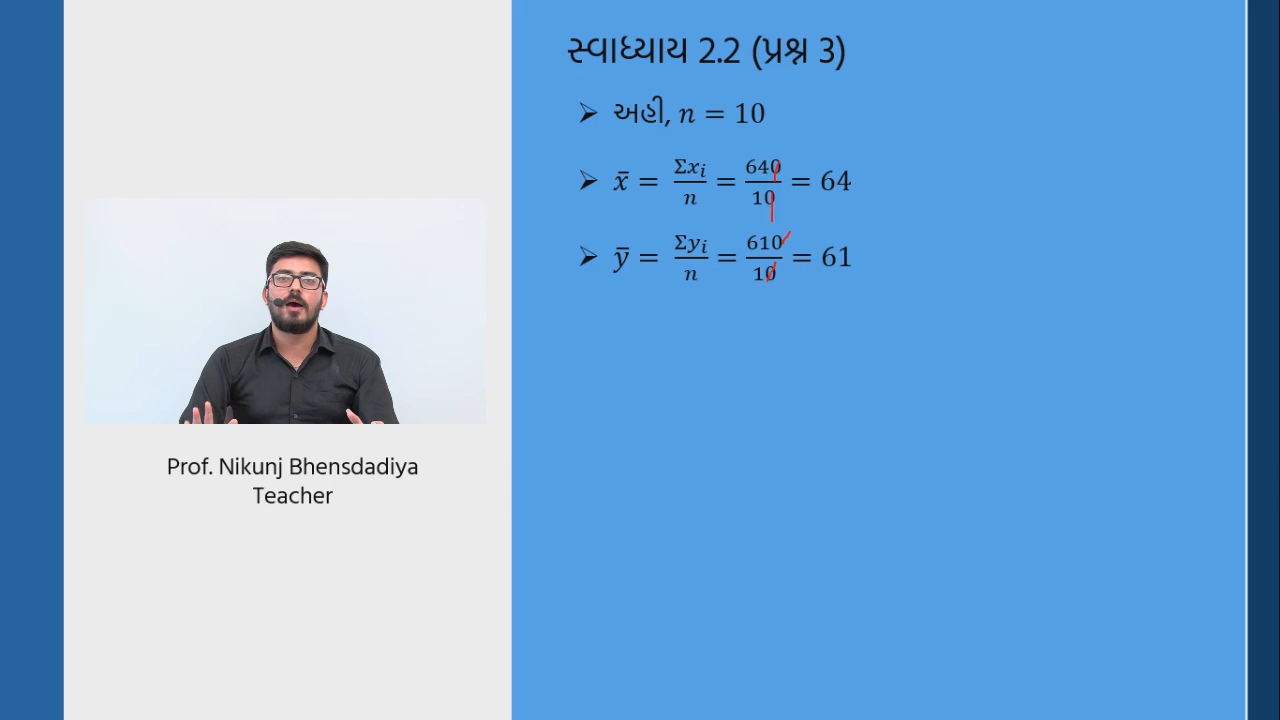 સ્વાધ્યાય 2.2 (પ્રશ્ન 3)
➢ અહી, n = 10
➢ x̄ = Σxᵢ/n = 640/10 = 64
➢ ȳ = Σyᵢ/n = 610/10 = 61
Prof. Nikunj Bhensdadiya
Teacher